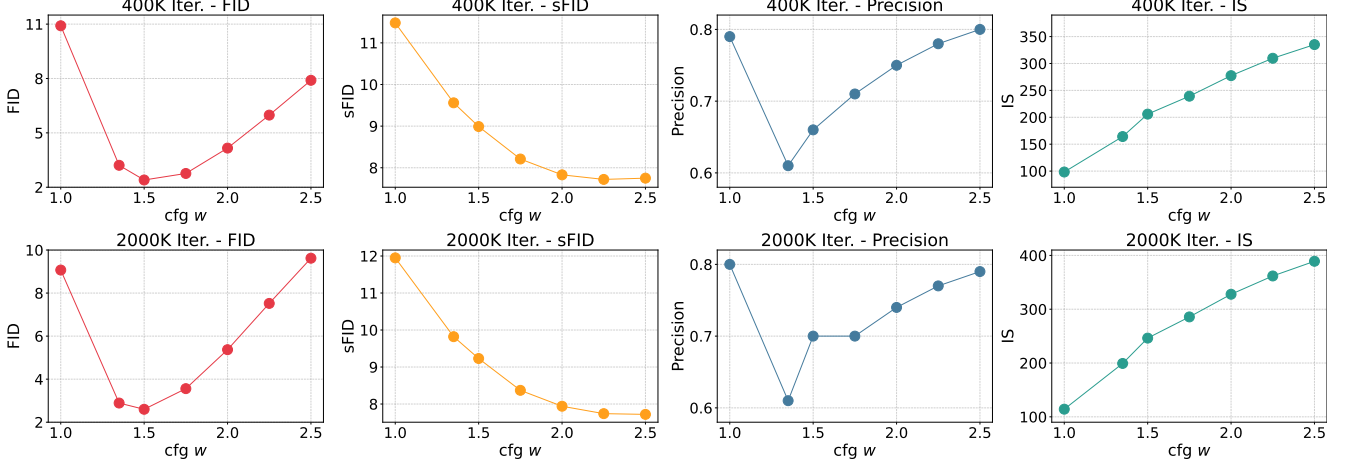 400K Iter. - FID
400K Iter. - sFID
400K Iter. - Precision
400K Iter. - IS
FID
11
8
5
2
1.0 1.5 2.0 2.5
cfg w
sFID
11
10
9
8
1.0 1.5 2.0 2.5
cfg w
Precision
0.8
0.7
0.6
1.0 1.5 2.0 2.5
cfg w
IS
350
300
250
200
150
100
1.0 1.5 2.0 2.5
cfg w
2000K Iter. - FID
2000K Iter. - sFID
2000K Iter. - Precision
2000K Iter. - IS
FID
10
8
6
4
2
1.0 1.5 2.0 2.5
cfg w
sFID
12
11
10
9
8
1.0 1.5 2.0 2.5
cfg w
Precision
0.8
0.7
0.6
1.0 1.5 2.0 2.5
cfg w
IS
400
300
200
100
1.0 1.5 2.0 2.5
cfg w